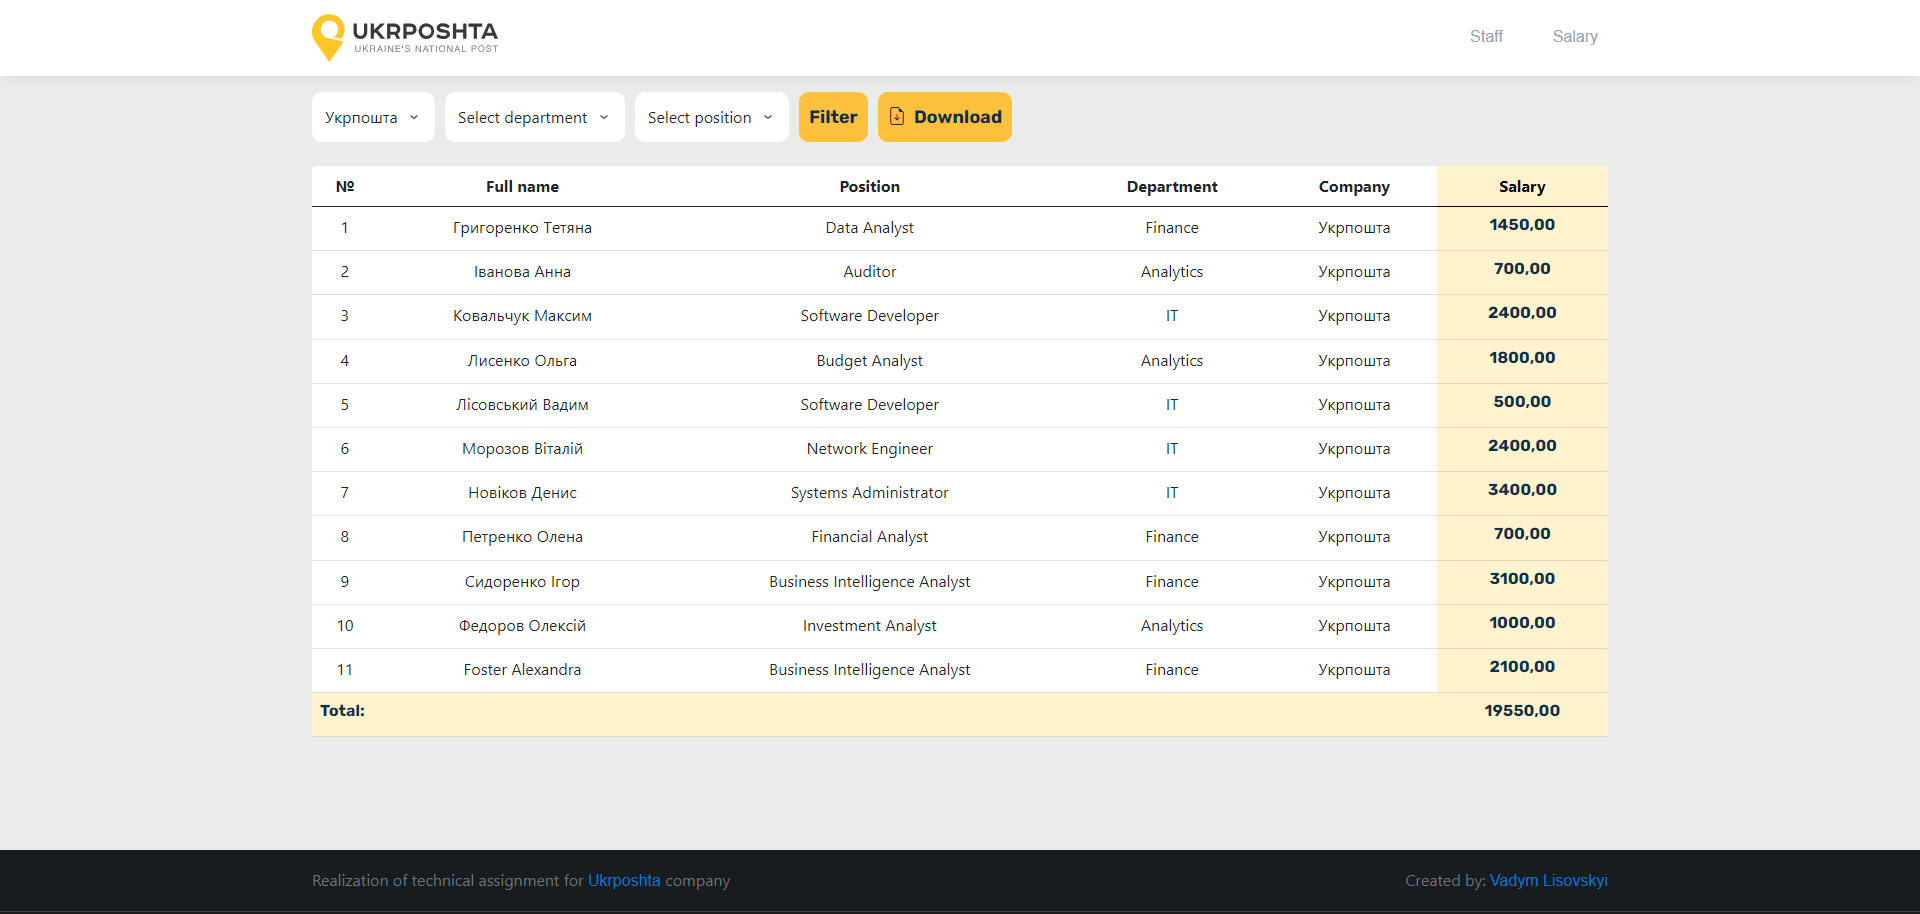 UKRPOSHTA
UKRAINE'S NATIONAL POST
Staff Salary
Укрпошта Select department Select position Filter Download
№ Full name Position Department Company Salary
1 Григоренко Тетяна Data Analyst Finance Укрпошта 1450,00
2 Іванова Анна Auditor Analytics Укрпошта 700,00
3 Ковальчук Максим Software Developer IT Укрпошта 2400,00
4 Лисенко Ольга Budget Analyst Analytics Укрпошта 1800,00
5 Лісовський Вадим Software Developer IT Укрпошта 500,00
6 Морозов Віталій Network Engineer IT Укрпошта 2400,00
7 Новіков Денис Systems Administrator IT Укрпошта 3400,00
8 Петренко Олена Financial Analyst Finance Укрпошта 700,00
9 Сидоренко Ігор Business Intelligence Analyst Finance Укрпошта 3100,00
10 Федоров Олексій Investment Analyst Analytics Укрпошта 1000,00
11 Foster Alexandra Business Intelligence Analyst Finance Укрпошта 2100,00
Total: 19550,00
Realization of technical assignment for Ukrposhta company Created by: Vadym Lisovskyi